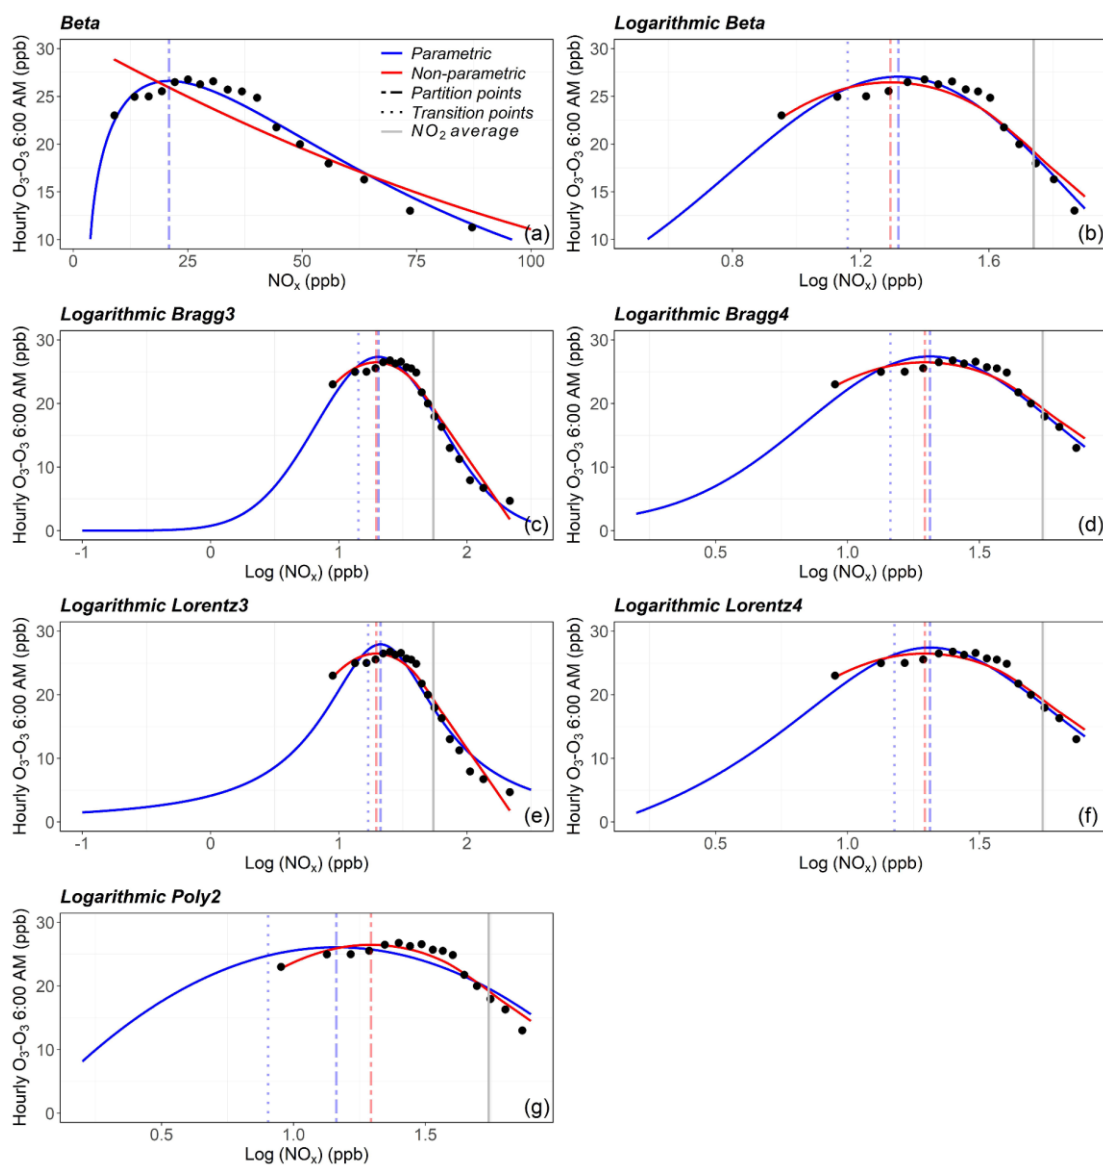 Beta
30
25
20
15
10
Hourly O₃-O₃ 6:00 AM (ppb)
Parametric
Non-parametric
Partition points
Transition points
NO₂ average
(a)
0 25 50 75 100
NOₓ (ppb)
Logarithmic Beta
30
25
20
15
10
Hourly O₃-O₃ 6:00 AM (ppb)
(b)
0.8 1.2 1.6
Log (NOₓ) (ppb)
Logarithmic Bragg3
30
20
10
0
Hourly O₃-O₃ 6:00 AM (ppb)
(c)
-1 0 1 2
Log (NOₓ) (ppb)
Logarithmic Bragg4
30
20
10
0
Hourly O₃-O₃ 6:00 AM (ppb)
(d)
0.5 1.0 1.5
Log (NOₓ) (ppb)
Logarithmic Lorentz3
30
20
10
0
Hourly O₃-O₃ 6:00 AM (ppb)
(e)
-1 0 1 2
Log (NOₓ) (ppb)
Logarithmic Lorentz4
30
20
10
0
Hourly O₃-O₃ 6:00 AM (ppb)
(f)
0.5 1.0 1.5
Log (NOₓ) (ppb)
Logarithmic Poly2
30
20
10
0
Hourly O₃-O₃ 6:00 AM (ppb)
(g)
0.5 1.0 1.5
Log (NOₓ) (ppb)